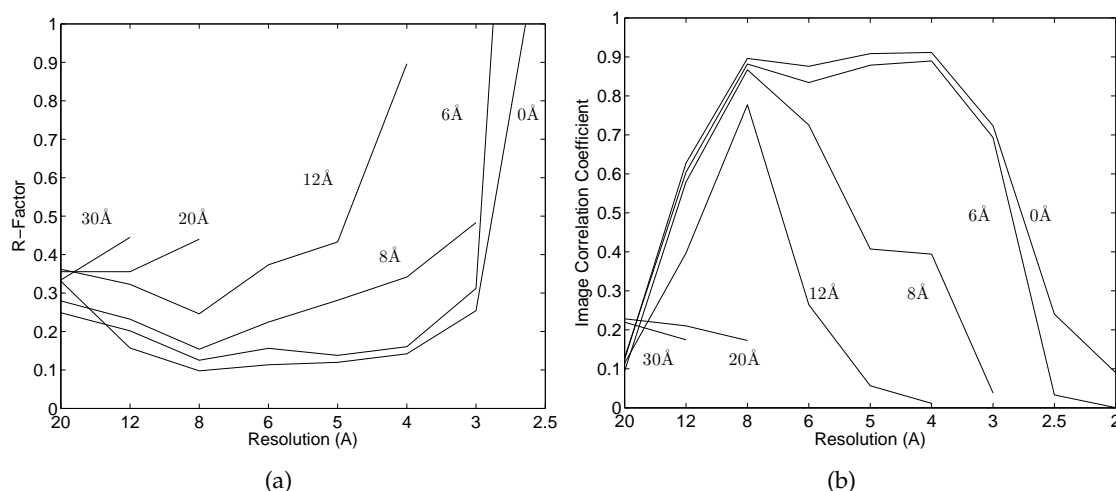 1
0.9
0.8
0.7
0.6
0.5
0.4
0.3
0.2
0.1
0
R−Factor
30Å
20Å
12Å
8Å
6Å
0Å
20 12 8 6 5 4 3 2.5
Resolution (A)
(a)
1
0.9
0.8
0.7
0.6
0.5
0.4
0.3
0.2
0.1
0
Image Correlation Coefficient
30Å
20Å
12Å
8Å
6Å
0Å
20 12 8 6 5 4 3 2.5 2
Resolution (A)
(b)